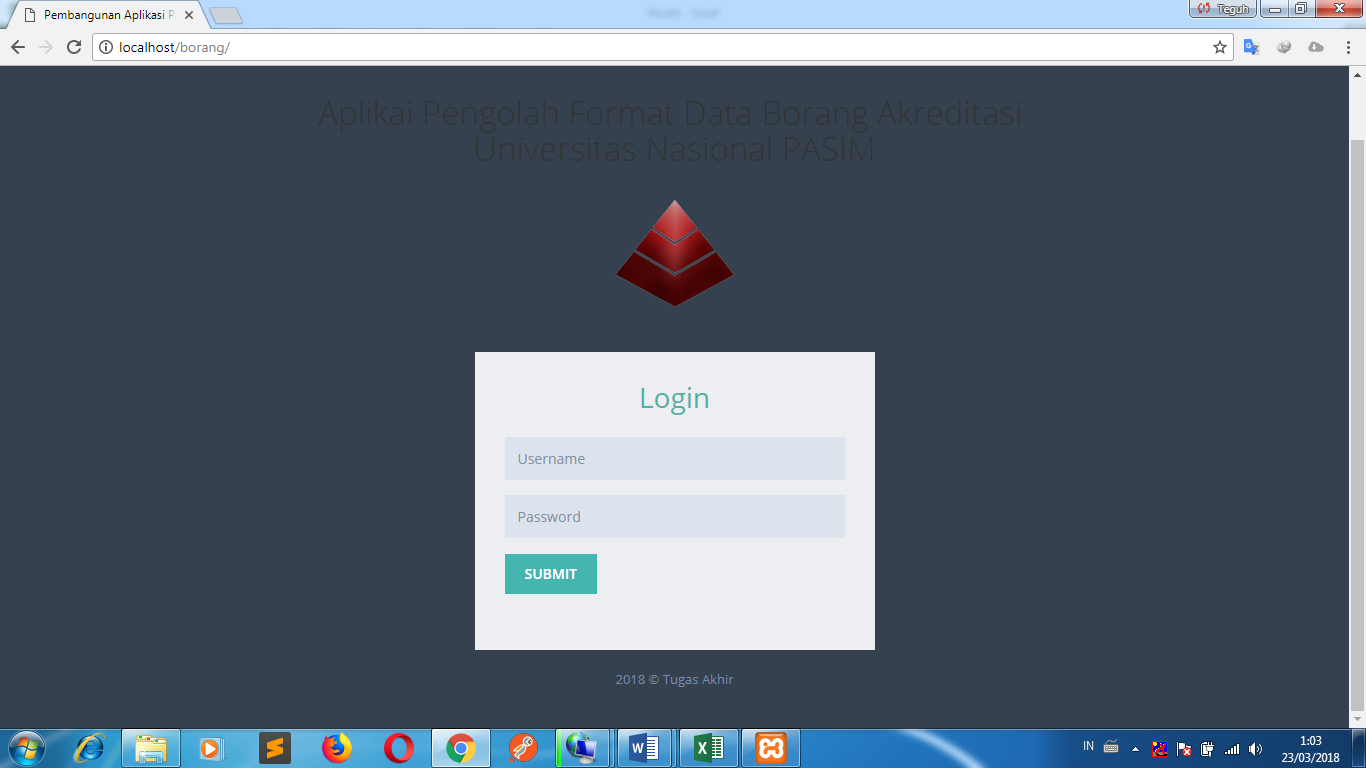 Pembangunan Aplikasi P
Teguh
localhost/borang/
Aplikai Pengolah Format Data Borang Akreditasi
Universitas Nasional PASIM
Login
Username
Password
SUBMIT
2018 © Tugas Akhir
IN
1:03
23/03/2018